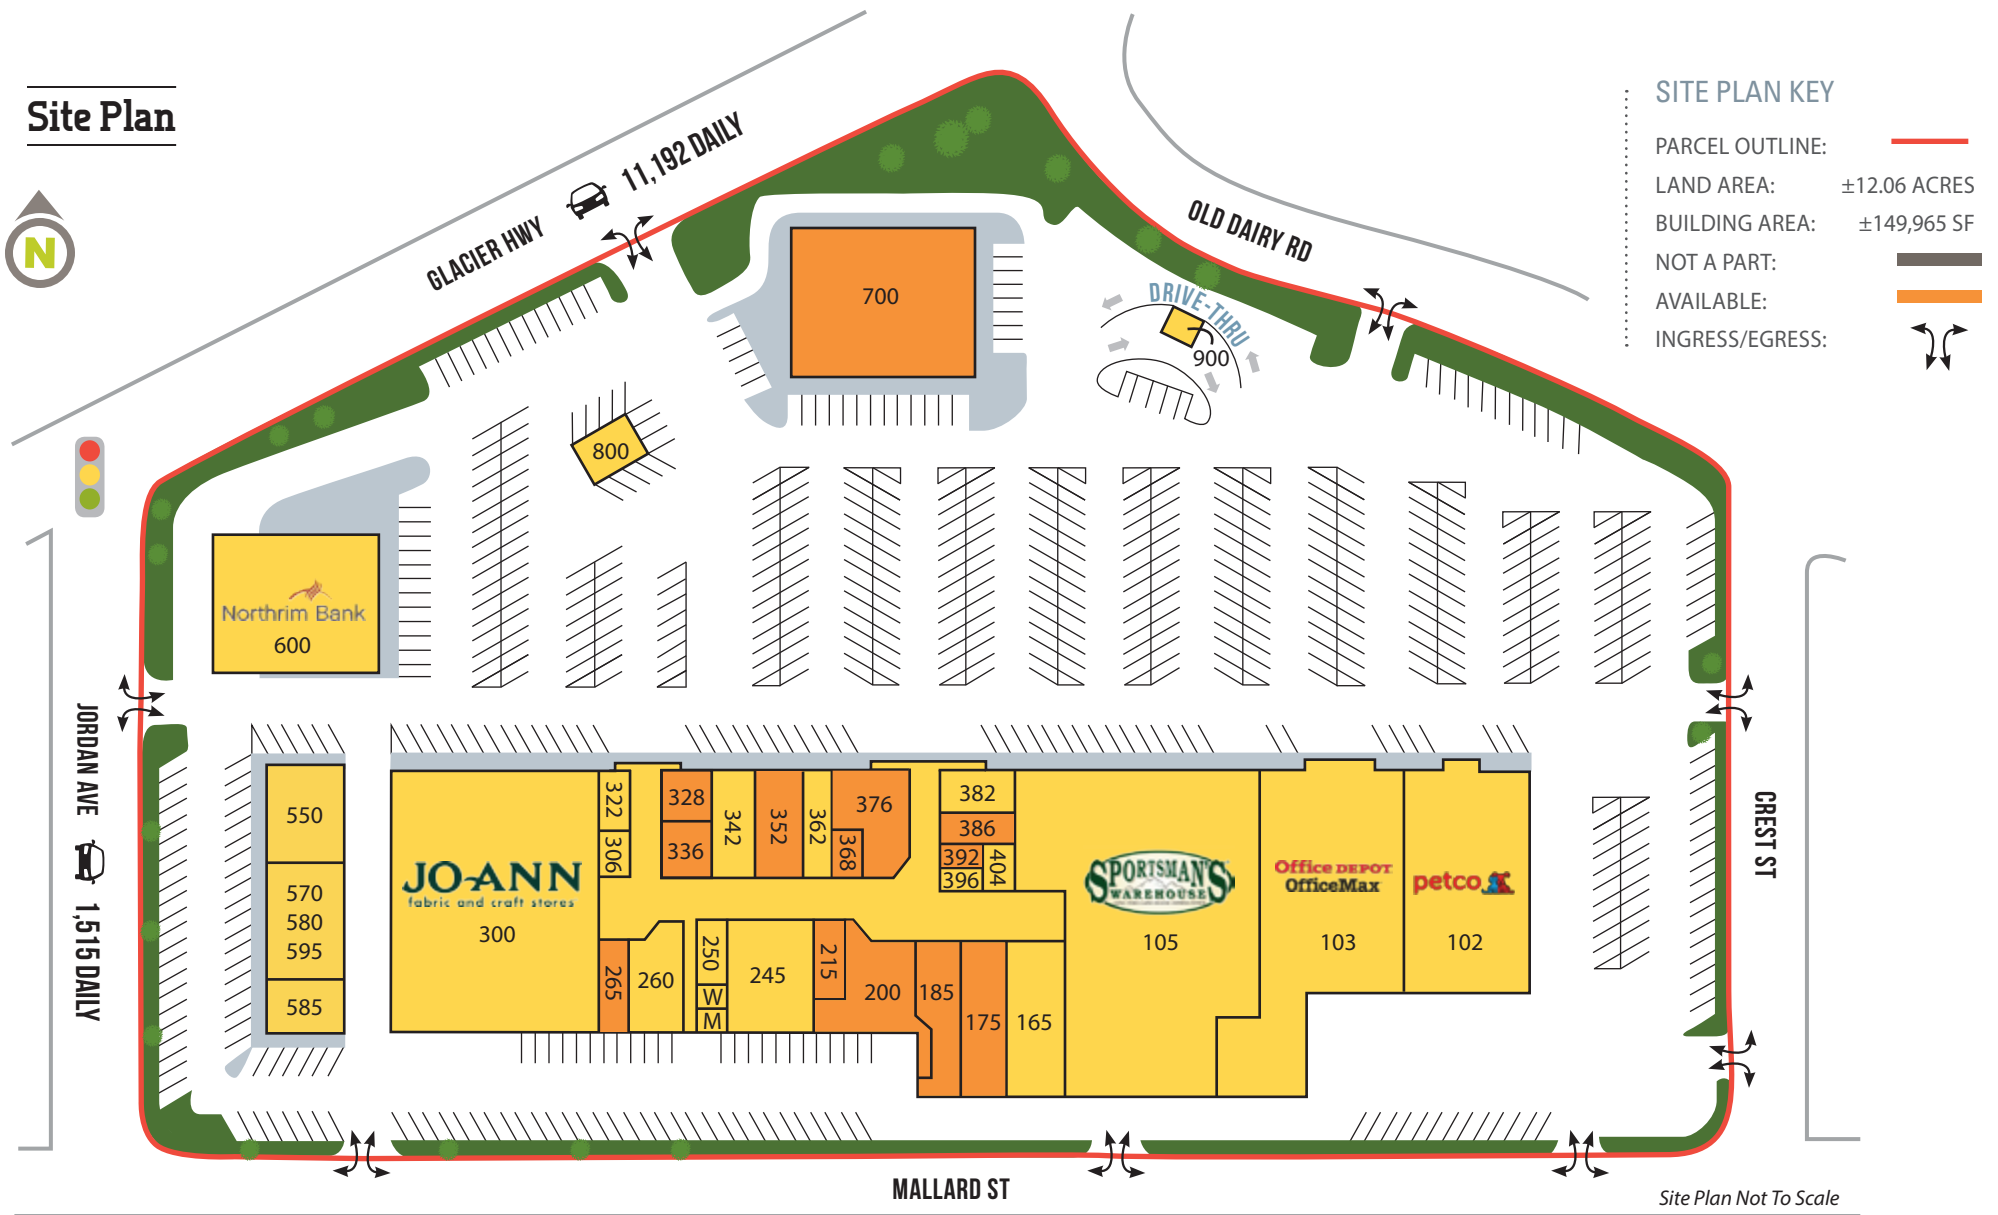 Site Plan
N
GLACIER HWY
11,192 DAILY
OLD DAIRY RD
SITE PLAN KEY
PARCEL OUTLINE:
LAND AREA: ±12.06 ACRES
BUILDING AREA: ±149,965 SF
NOT A PART:
AVAILABLE:
INGRESS/EGRESS:
700
DRIVE-THRU
900
800
Northrim Bank
600
JORDAN AVE
1,515 DAILY
550
570
580
595
585
JO-ANN
fabric and craft stores
300
322
306
328
336
342
352
362
376
368
382
386
392
396
404
265
260
250
W
M
245
215
200
185
175
165
SPORTSMAN'S
WAREHOUSE
105
Office DEPOT
OfficeMax
103
petco
102
CREST ST
MALLARD ST
Site Plan Not To Scale